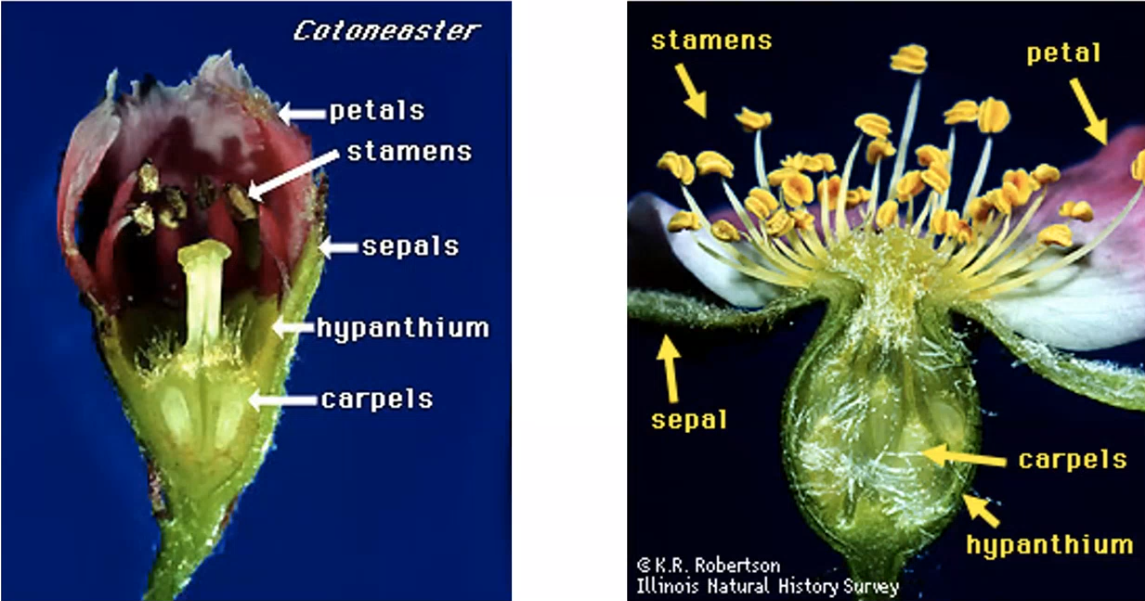 Cotoneaster
petals
stamens
sepals
hypanthium
carpels
stamens
petal
sepal
carpels
hypanthium
© K.R. Robertson
Illinois Natural History Survey